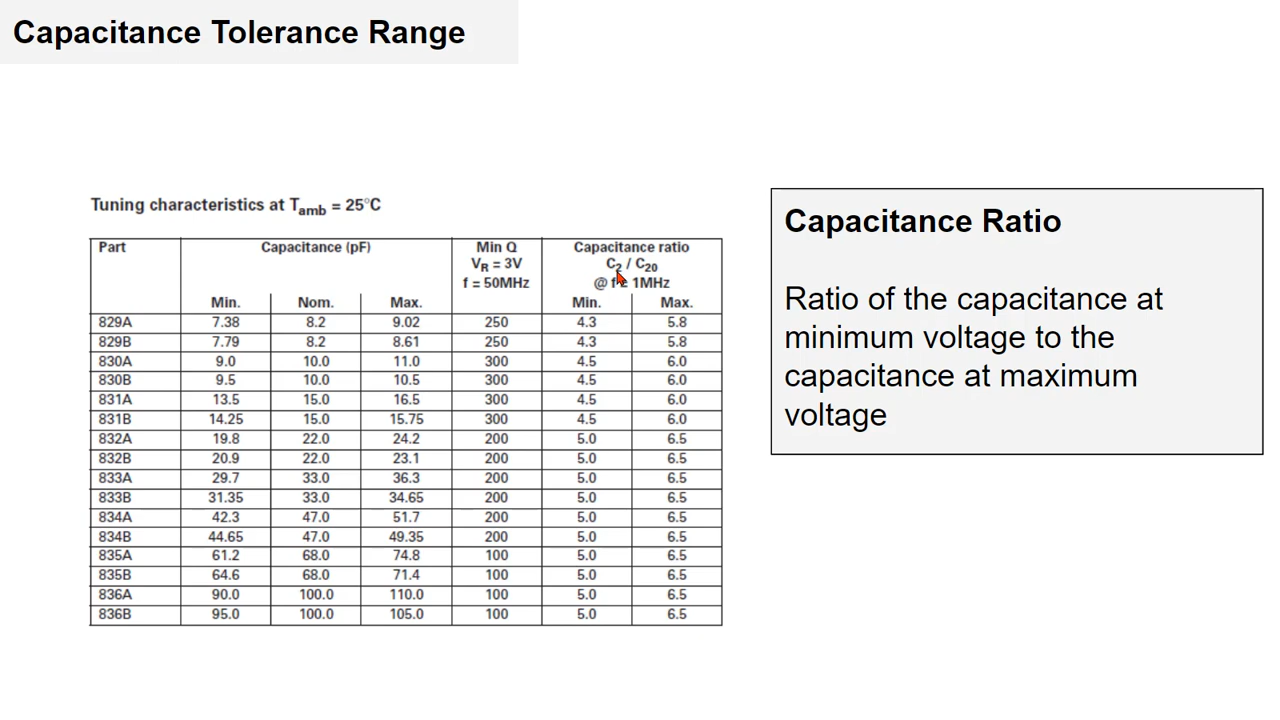 Capacitance Tolerance Range
Tuning characteristics at Tamb = 25°C
Part Capacitance (pF) Min Q Capacitance ratio
VR = 3V C2 / C20
f = 50MHz @ f = 1MHz
Min. Nom. Max. Min. Max.
829A 7.38 8.2 9.02 250 4.3 5.8
829B 7.79 8.2 8.61 250 4.3 5.8
830A 9.0 10.0 11.0 300 4.5 6.0
830B 9.5 10.0 10.5 300 4.5 6.0
831A 13.5 15.0 16.5 300 4.5 6.0
831B 14.25 15.0 15.75 300 4.5 6.0
832A 19.8 22.0 24.2 200 5.0 6.5
832B 20.9 22.0 23.1 200 5.0 6.5
833A 29.7 33.0 36.3 200 5.0 6.5
833B 31.35 33.0 34.65 200 5.0 6.5
834A 42.3 47.0 51.7 200 5.0 6.5
834B 44.65 47.0 49.35 200 5.0 6.5
835A 61.2 68.0 74.8 100 5.0 6.5
835B 64.6 68.0 71.4 100 5.0 6.5
836A 90.0 100.0 110.0 100 5.0 6.5
836B 95.0 100.0 105.0 100 5.0 6.5
Capacitance Ratio
Ratio of the capacitance at
minimum voltage to the
capacitance at maximum
voltage